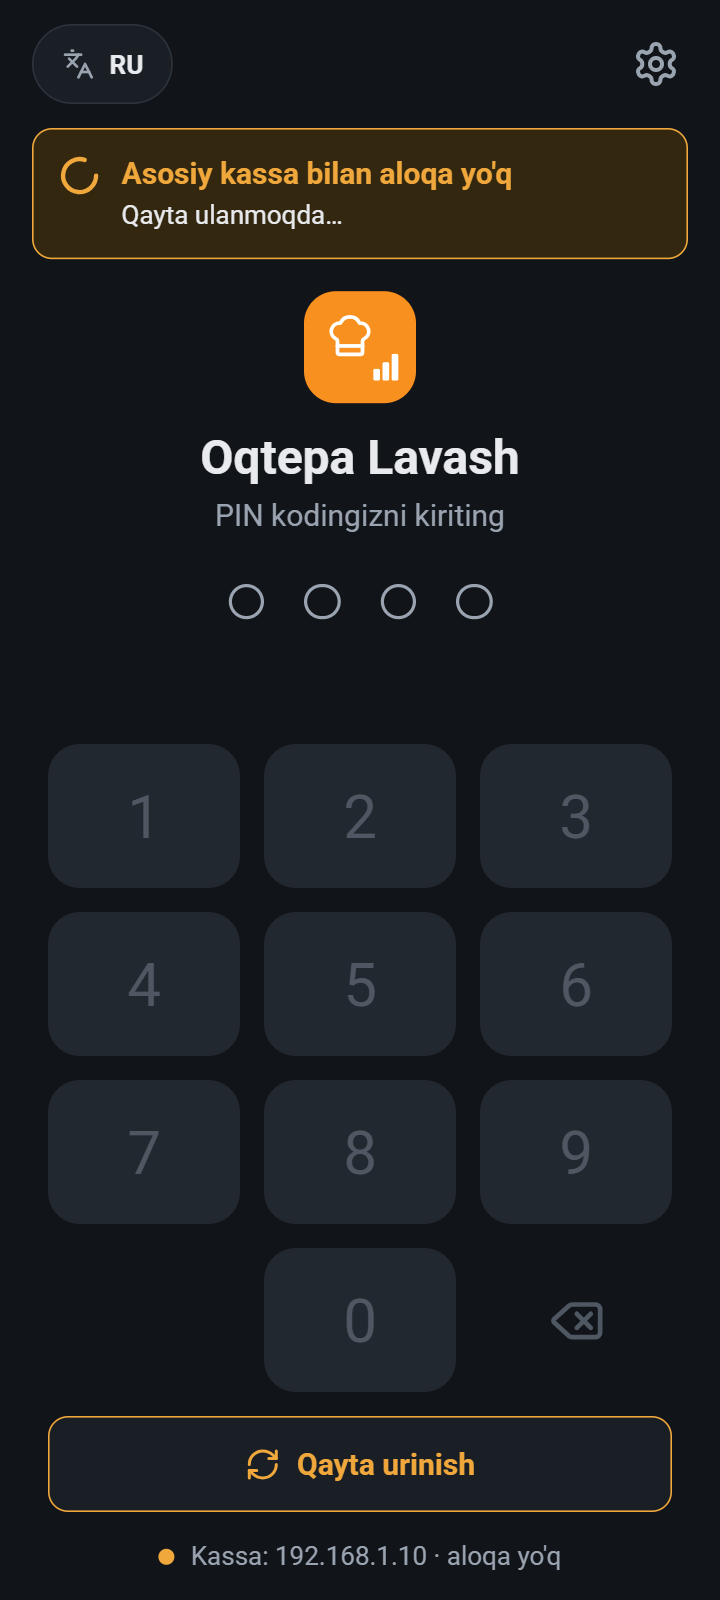 RU
Asosiy kassa bilan aloqa yo'q
Qayta ulanmoqda…
Oqtepa Lavash
PIN kodingizni kiriting
1 2 3
4 5 6
7 8 9
0
Qayta urinish
Kassa: 192.168.1.10 · aloqa yo'q